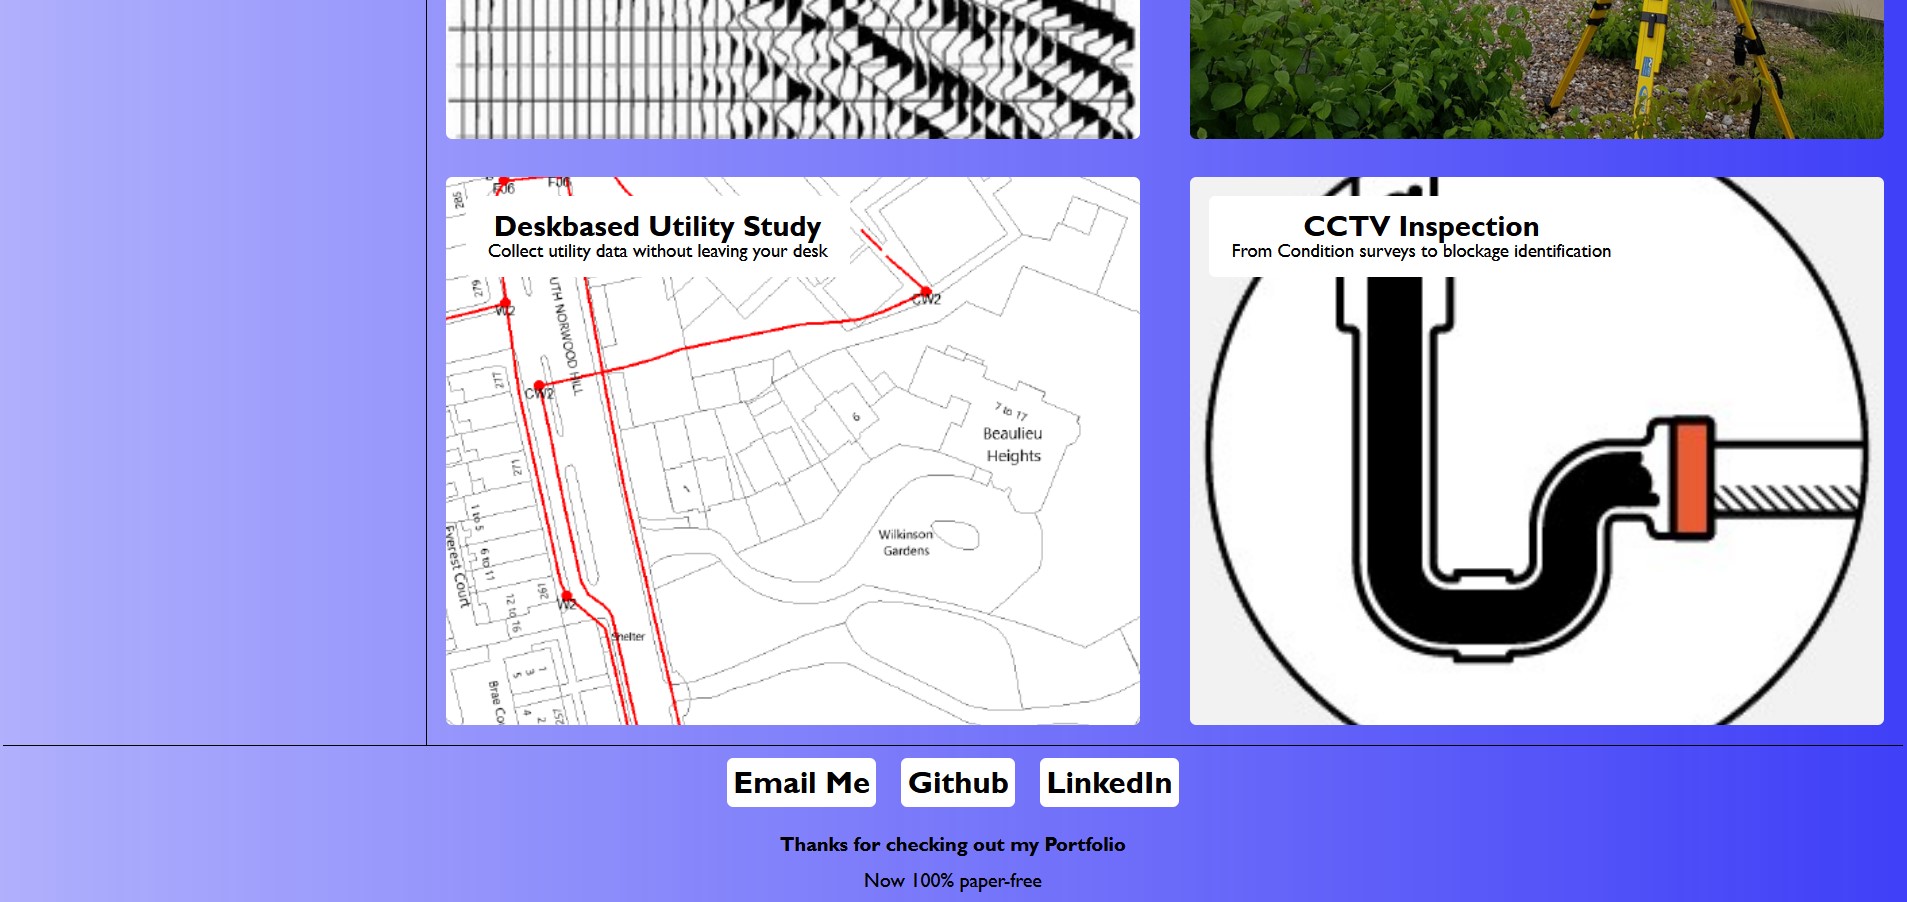 F06
F06
285
Deskbased Utility Study
Collect utility data without leaving your desk
CCTV Inspection
From Condition surveys to blockage identification
279
W2
UTH NORWOOD HILL
CW2
277
CW2
6
7 to 17
Beaulieu
Heights
271
1 to 5
Everest Court
6 to 11
Wilkinson
Gardens
267
12 to 16
W2
Shelter
1
3
5
4
2
Brae Co
257
Email Me
Github
LinkedIn
Thanks for checking out my Portfolio
Now 100% paper-free